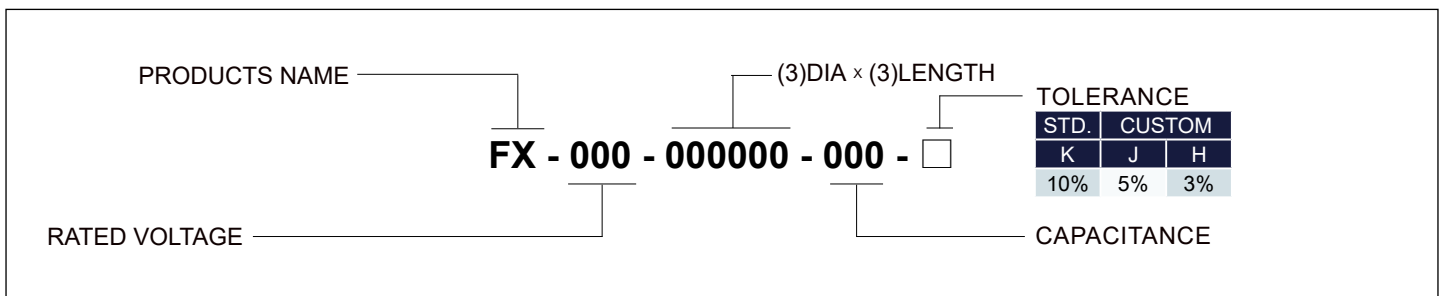 PRODUCTS NAME
(3)DIA x (3)LENGTH
TOLERANCE
STD. CUSTOM
K J H
10% 5% 3%
FX - 000 - 000000 - 000 - □
RATED VOLTAGE
CAPACITANCE